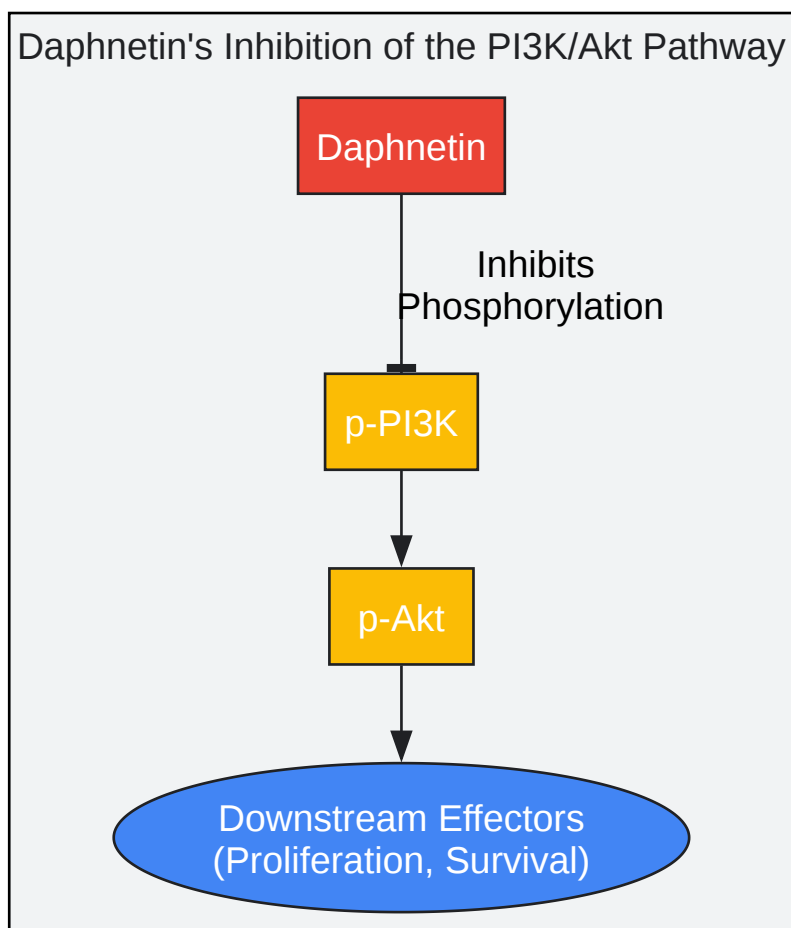 Daphnetin's Inhibition of the PI3K/Akt Pathway
Daphnetin
Inhibits
Phosphorylation
p-PI3K
p-Akt
Downstream Effectors
(Proliferation, Survival)